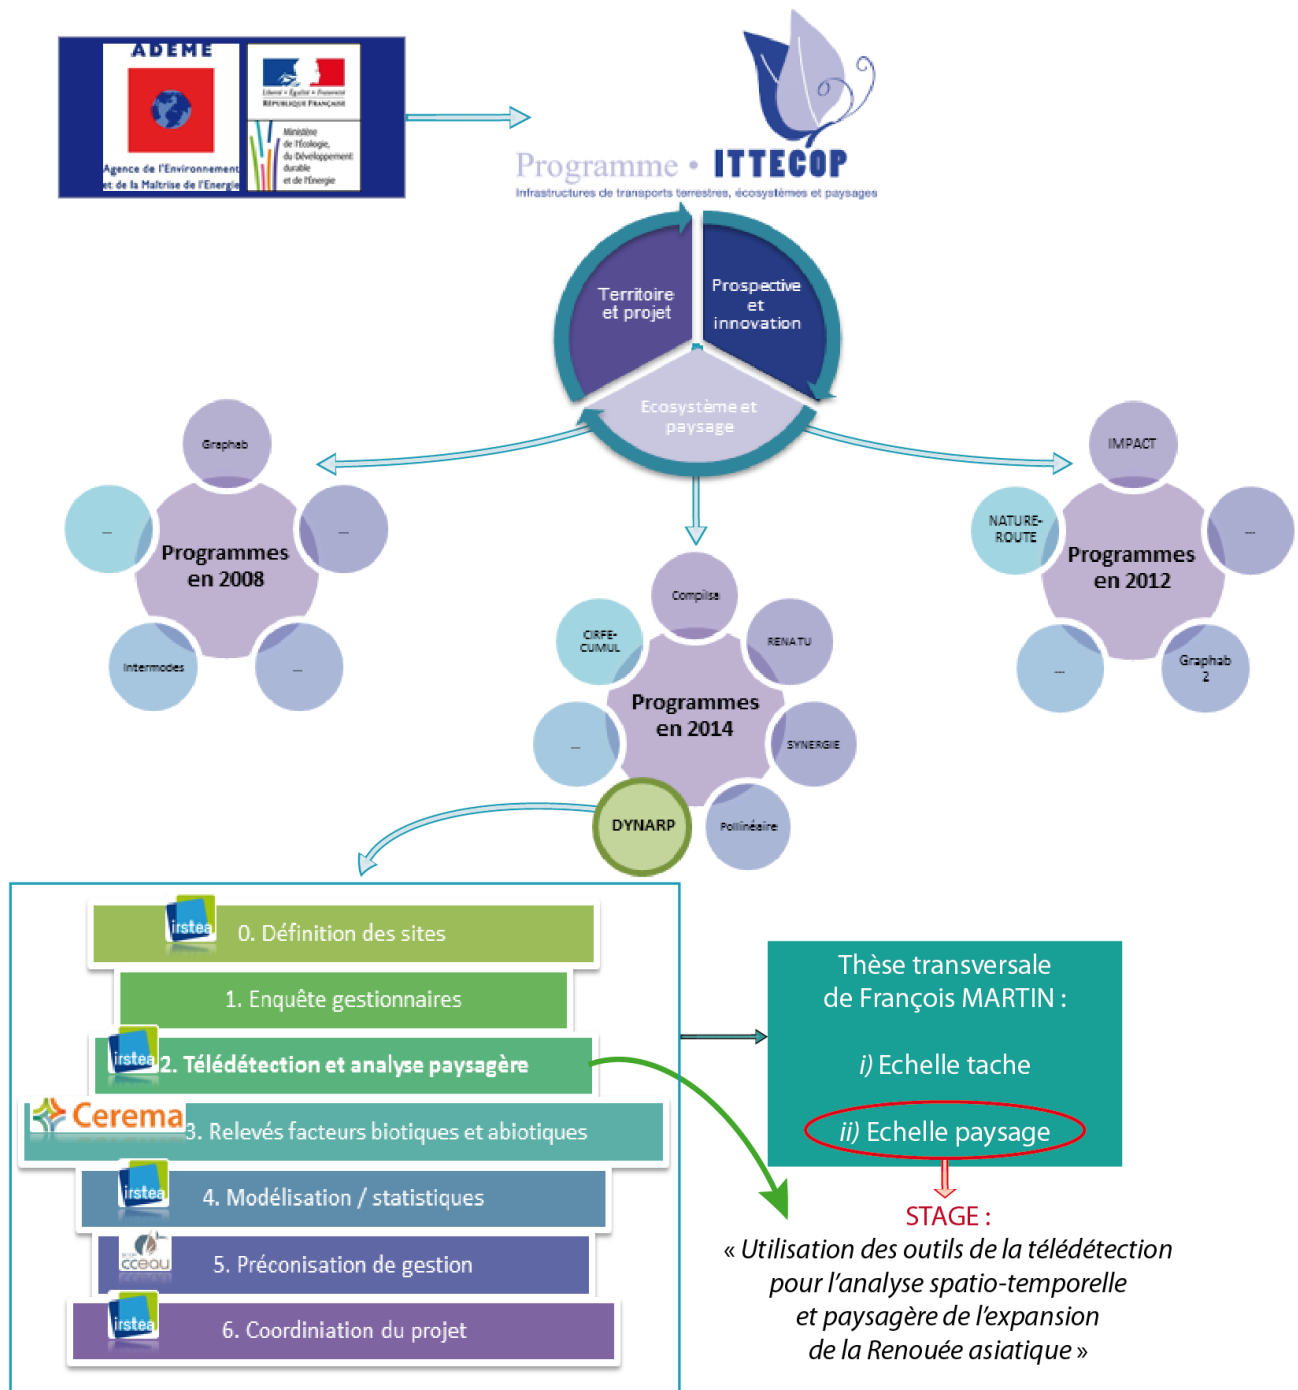 ADEME
Agence de l'Environnement
et de la Maîtrise de l'Energie
Liberté • Égalité • Fraternité
RÉPUBLIQUE FRANÇAISE
Ministère
de l'Écologie,
du Développement
durable
et de l'Énergie
Programme • ITTECOP
Infrastructures de transports terrestres, écosystèmes et paysages
Territoire
et projet
Prospective
et
innovation
Ecosystème et
paysage
Graphab
...
...
Programmes
en 2008
Intermodes
...
IMPACT
NATURE-
ROUTE
...
Programmes
en 2012
...
Graphab
2
Compilsa
CIRFE-
CUMUL
RENATU
Programmes
en 2014
...
SYNERGIE
DYNARP
Pollinéaire
irstea
0. Définition des sites
1. Enquête gestionnaires
irstea
2. Télédétection et analyse paysagère
Cerema
3. Relevés facteurs biotiques et abiotiques
irstea
4. Modélisation / statistiques
cceau
5. Préconisation de gestion
irstea
6. Coordiniation du projet
Thèse transversale
de François MARTIN :
i) Echelle tache
ii) Echelle paysage
STAGE :
« Utilisation des outils de la télédétection
pour l'analyse spatio-temporelle
et paysagère de l'expansion
de la Renouée asiatique »